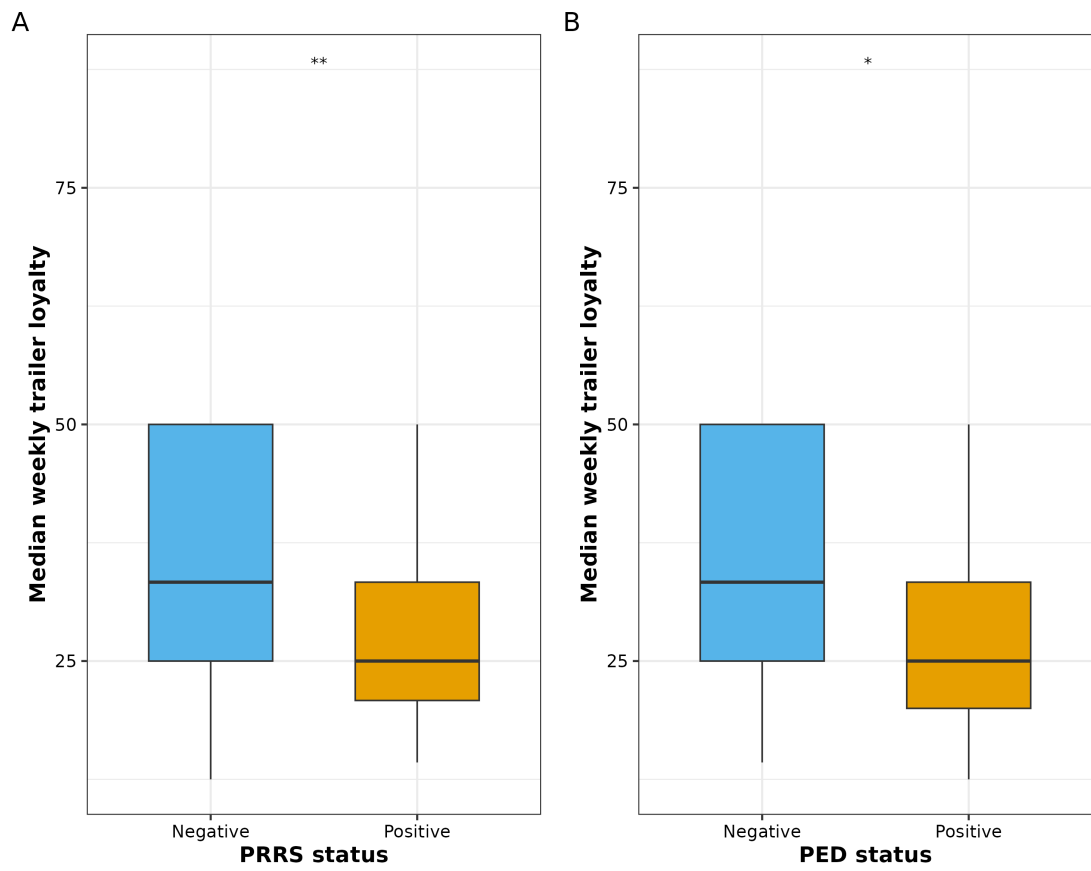 A
**
75
50
25
Median weekly trailer loyalty
Negative
Positive
PRRS status
B
*
75
50
25
Median weekly trailer loyalty
Negative
Positive
PED status